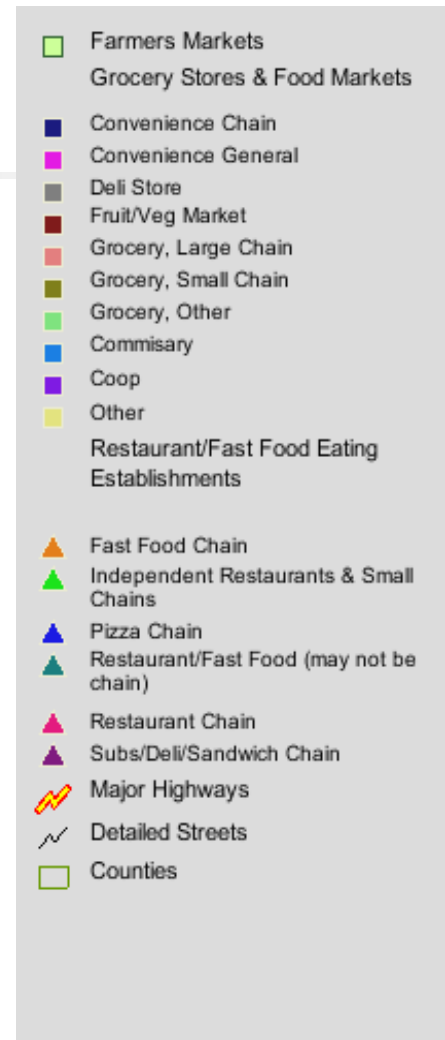 Farmers Markets
Grocery Stores & Food Markets
Convenience Chain
Convenience General
Deli Store
Fruit/Veg Market
Grocery, Large Chain
Grocery, Small Chain
Grocery, Other
Commisary
Coop
Other
Restaurant/Fast Food Eating
Establishments
Fast Food Chain
Independent Restaurants & Small
Chains
Pizza Chain
Restaurant/Fast Food (may not be
chain)
Restaurant Chain
Subs/Deli/Sandwich Chain
Major Highways
Detailed Streets
Counties